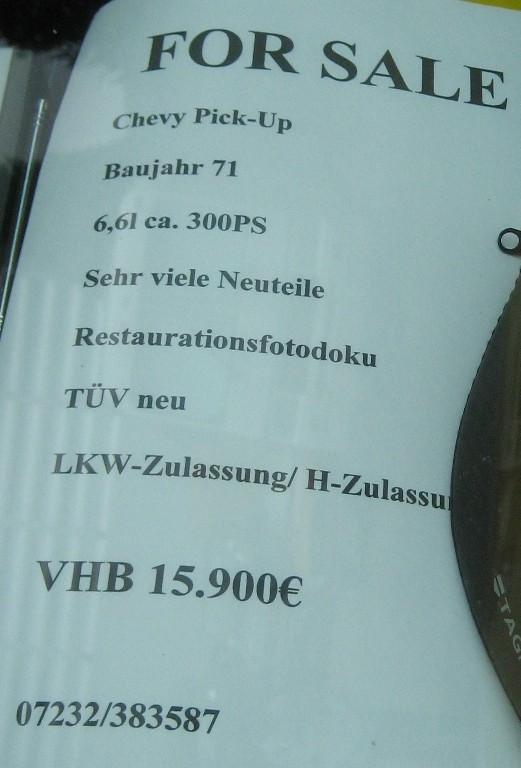 FOR SALE
Chevy Pick-Up
Baujahr 71
6,6l ca. 300PS
Sehr viele Neuteile
Restaurationsfotodoku
TÜV neu
LKW-Zulassung/ H-Zulassu
VHB 15.900€
07232/383587